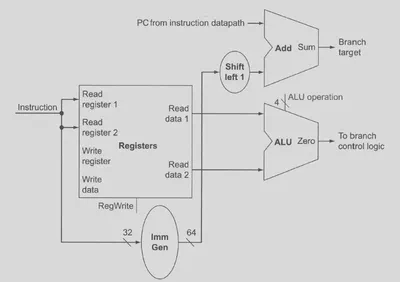 PC from instruction datapath
Add Sum
Branch
target
Shift
left 1
Instruction
Read
register 1
Read
register 2
Write
register
Write
data
Registers
Read
data 1
Read
data 2
RegWrite
4 ALU operation
ALU Zero
To branch
control logic
32
Imm
Gen
64